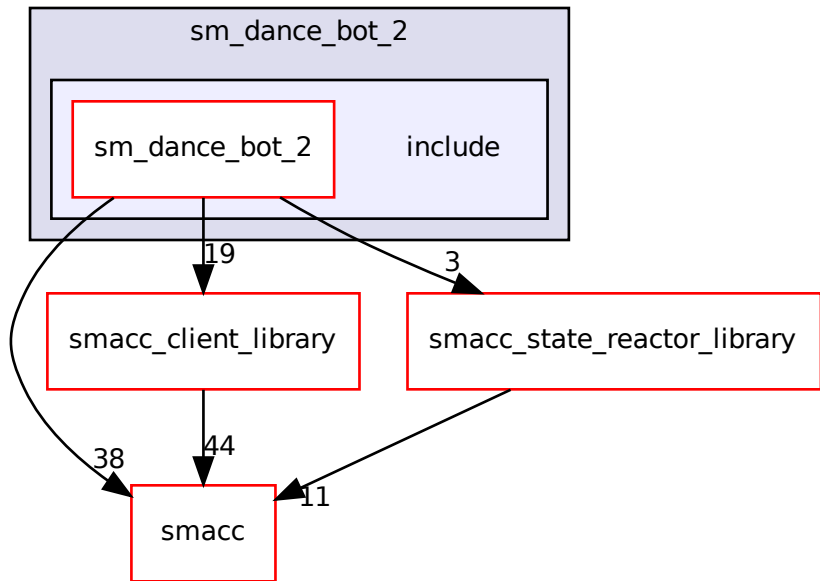 sm_dance_bot_2
sm_dance_bot_2
include
19
3
smacc_client_library
smacc_state_reactor_library
38
44
11
smacc